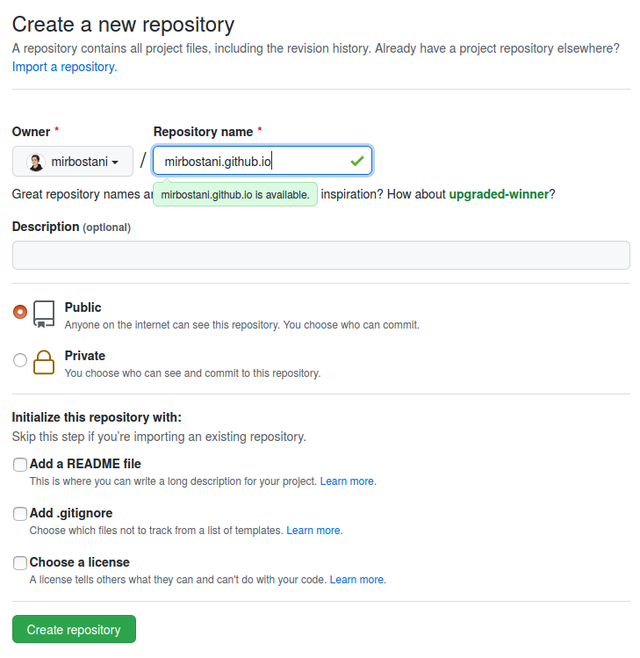 Create a new repository
A repository contains all project files, including the revision history. Already have a project repository elsewhere?
Import a repository.
Owner * Repository name *
mirbostani / mirbostani.github.io
Great repository names a inspiration? How about upgraded-winner?
mirbostani.github.io is available.
Description (optional)
Public
Anyone on the internet can see this repository. You choose who can commit.
Private
You choose who can see and commit to this repository.
Initialize this repository with:
Skip this step if you're importing an existing repository.
Add a README file
This is where you can write a long description for your project. Learn more.
Add .gitignore
Choose which files not to track from a list of templates. Learn more.
Choose a license
A license tells others what they can and can't do with your code. Learn more.
Create repository